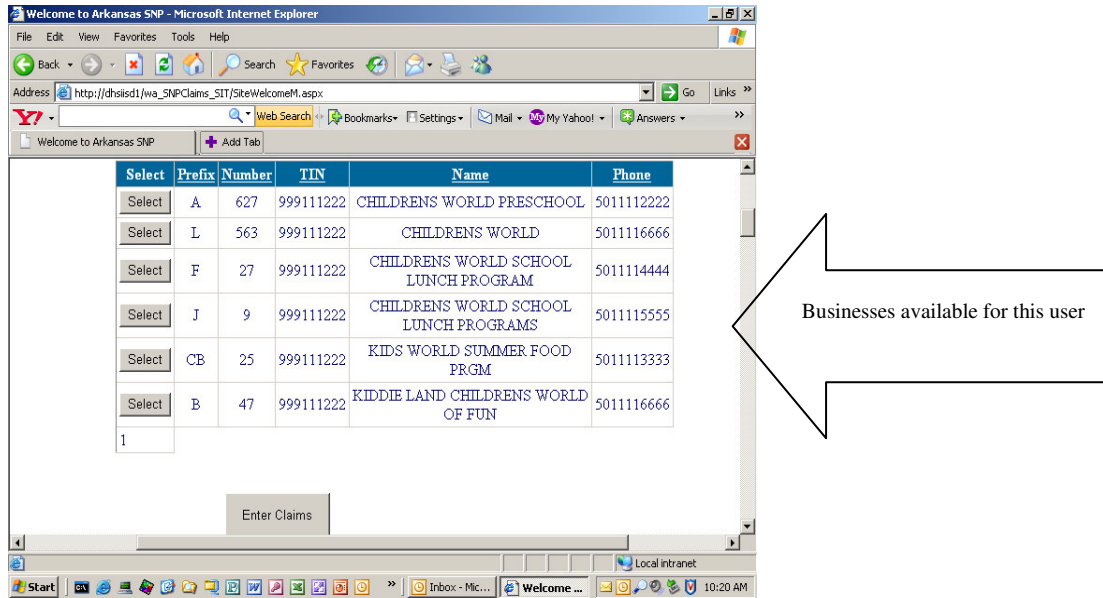 Welcome to Arkansas SNP - Microsoft Internet Explorer
File Edit View Favorites Tools Help
Back Search Favorites
Address http://dhsiisd1/wa_SNPClaims_SIT/SiteWelcomeM.aspx Go Links »
Y! Web Search Bookmarks Settings Mail My My Yahoo! Answers »
Welcome to Arkansas SNP Add Tab
Select Prefix Number TIN Name Phone
Select A 627 999111222 CHILDRENS WORLD PRESCHOOL 5011112222
Select L 563 999111222 CHILDRENS WORLD 5011116666
Select F 27 999111222 CHILDRENS WORLD SCHOOL
LUNCH PROGRAM 5011114444
Select J 9 999111222 CHILDRENS WORLD SCHOOL
LUNCH PROGRAMS 5011115555
Select CB 25 999111222 KIDS WORLD SUMMER FOOD
PRGM 5011113333
Select B 47 999111222 KIDDIE LAND CHILDRENS WORLD
OF FUN 5011116666
1
Enter Claims
Businesses available for this user
Local intranet
Start » Inbox - Mic... Welcome ... 10:20 AM